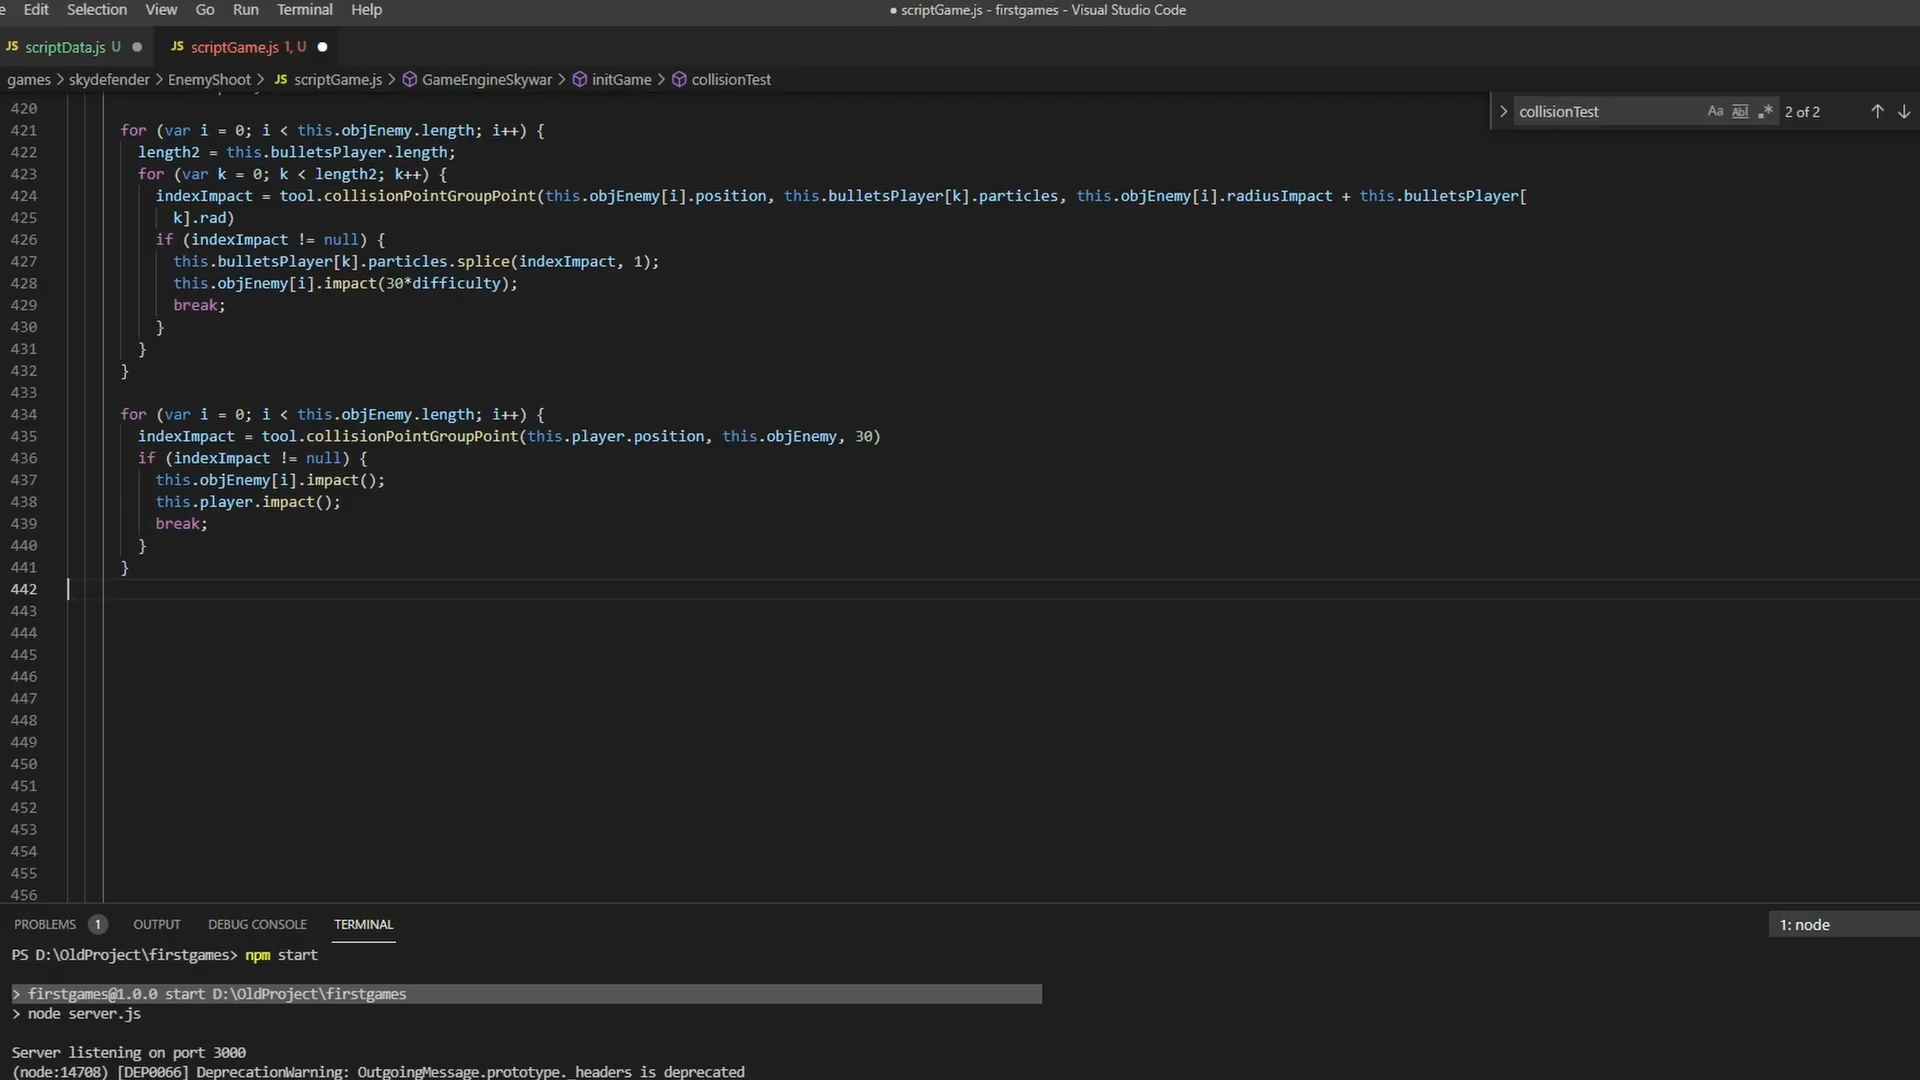 Edit Selection View Go Run Terminal Help
● scriptGame.js - firstgames - Visual Studio Code
JS scriptData.js U ●
JS scriptGame.js 1, U ●
games > skydefender > EnemyShoot > JS scriptGame.js > GameEngineSkywar > initGame > collisionTest
> collisionTest Aa Abl .* 2 of 2 ↑ ↓
420
421 for (var i = 0; i < this.objEnemy.length; i++) {
422 length2 = this.bulletsPlayer.length;
423 for (var k = 0; k < length2; k++) {
424 indexImpact = tool.collisionPointGroupPoint(this.objEnemy[i].position, this.bulletsPlayer[k].particles, this.objEnemy[i].radiusImpact + this.bulletsPlayer[
425 k].rad)
426 if (indexImpact != null) {
427 this.bulletsPlayer[k].particles.splice(indexImpact, 1);
428 this.objEnemy[i].impact(30*difficulty);
429 break;
430 }
431 }
432 }
433
434 for (var i = 0; i < this.objEnemy.length; i++) {
435 indexImpact = tool.collisionPointGroupPoint(this.player.position, this.objEnemy, 30)
436 if (indexImpact != null) {
437 this.objEnemy[i].impact();
438 this.player.impact();
439 break;
440 }
441 }
442
443
444
445
446
447
448
449
450
451
452
453
454
455
456
PROBLEMS 1 OUTPUT DEBUG CONSOLE TERMINAL 1: node
PS D:\OldProject\firstgames> npm start
> firstgames@1.0.0 start D:\OldProject\firstgames
> node server.js
Server listening on port 3000
(node:14708) [DEP0066] DeprecationWarning: OutgoingMessage.prototype._headers is deprecated